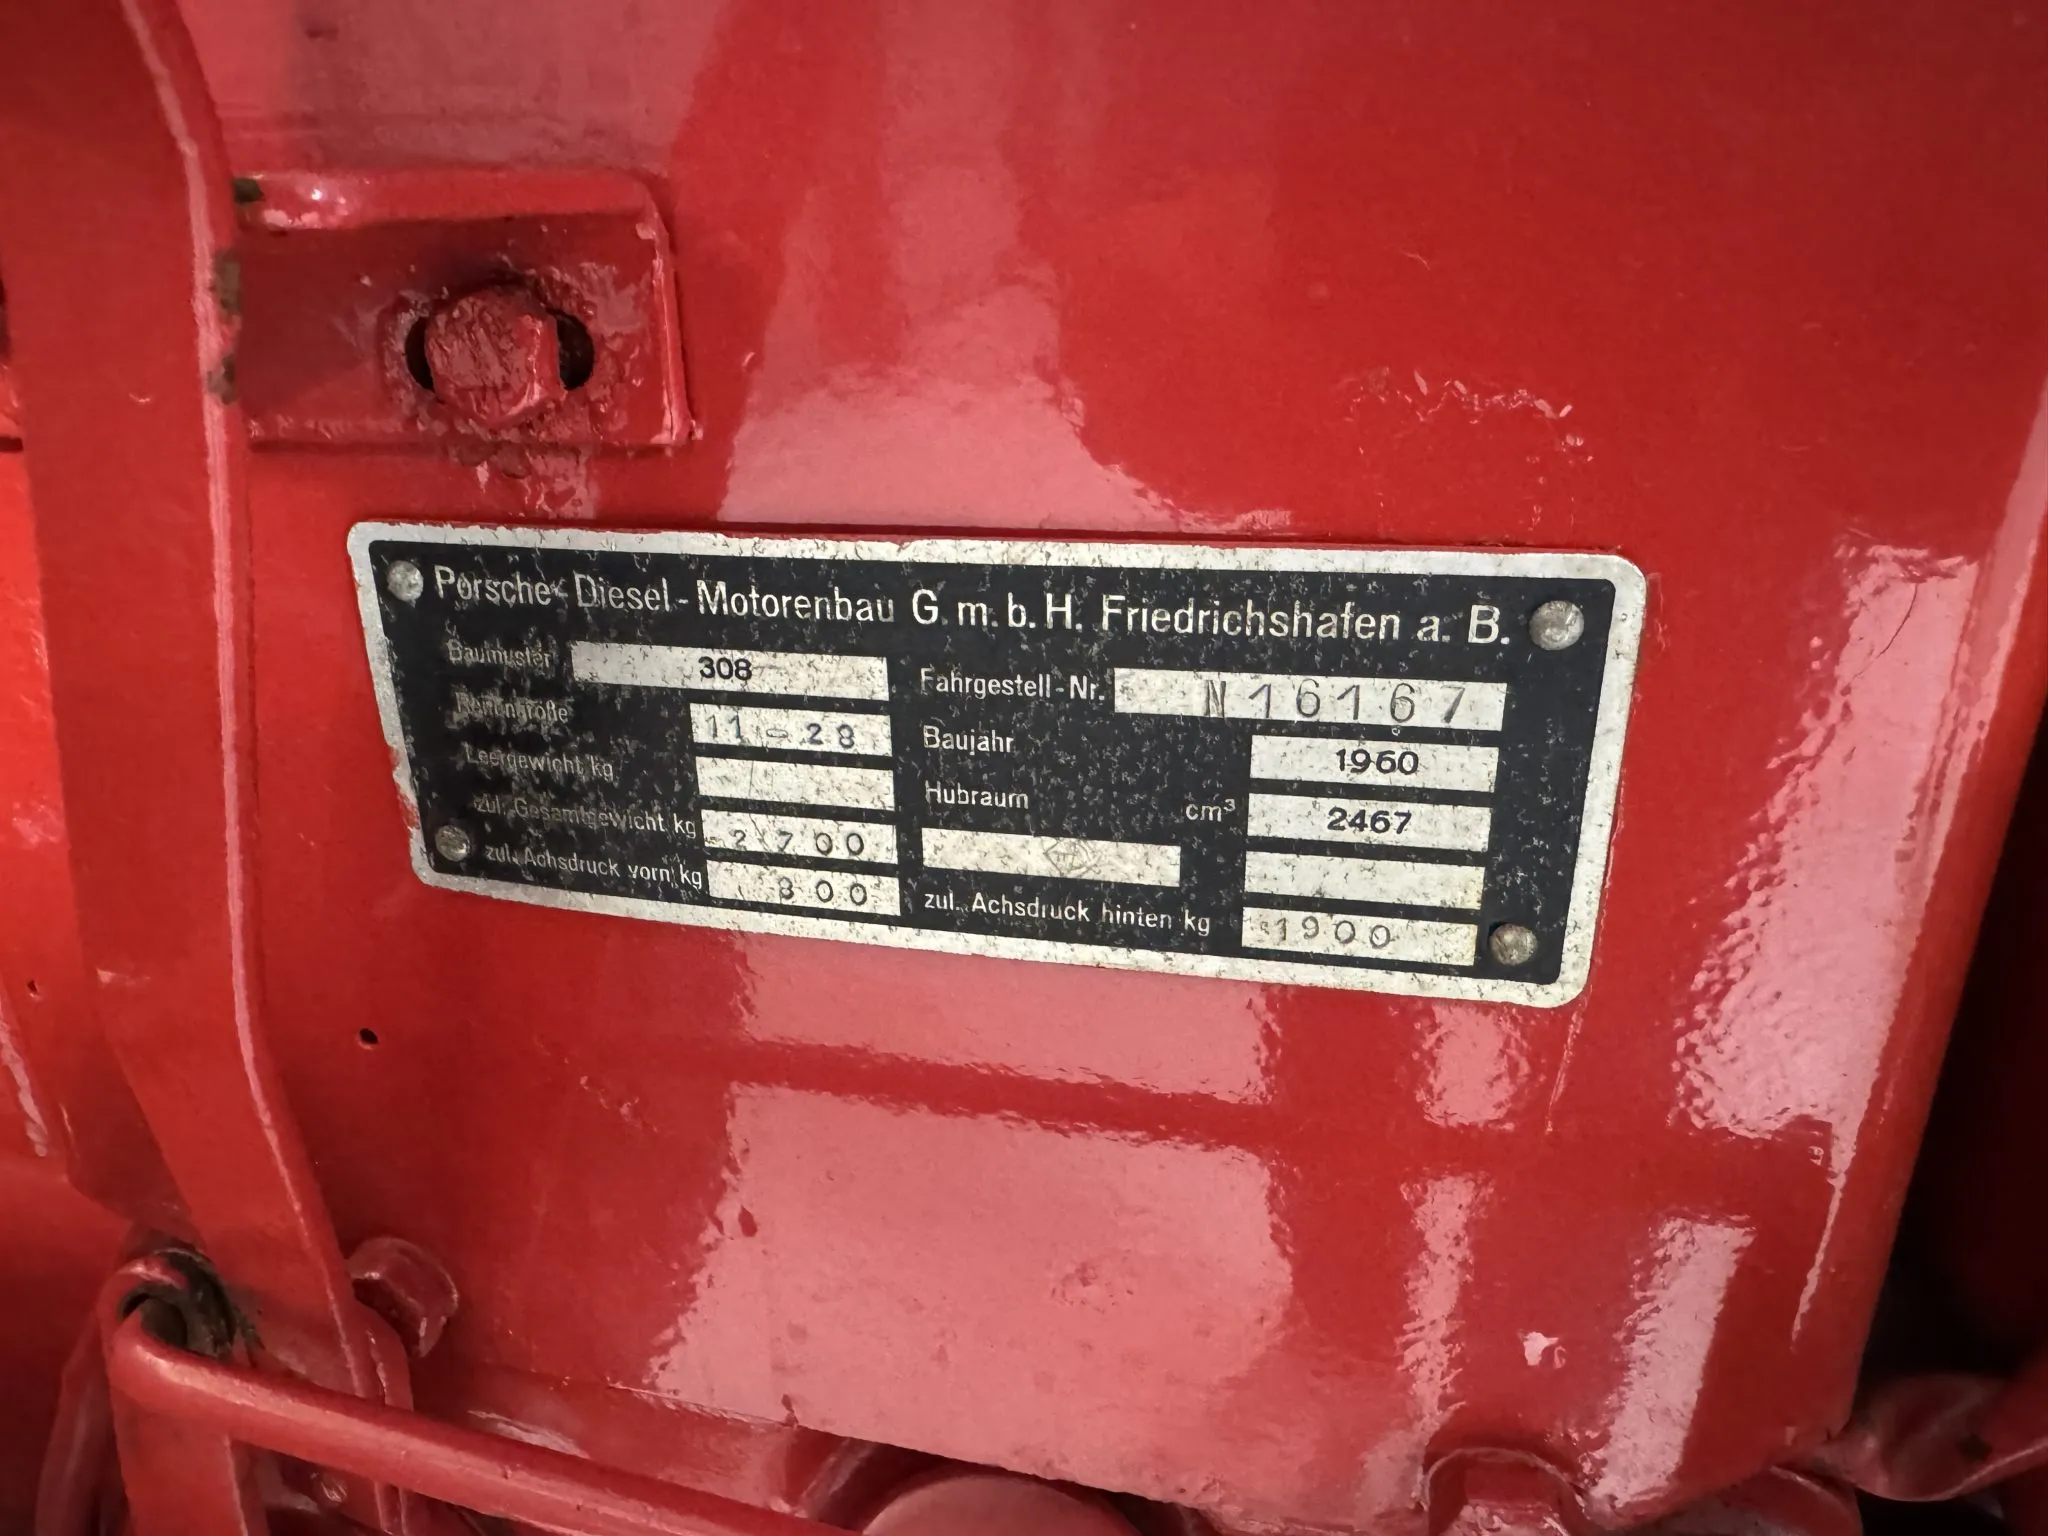 Porsche-Diesel-Motorenbau G.m.b.H. Friedrichshafen a. B.
Baumuster 308
Reifengröße 11-28
Leergewicht kg
zul. Gesamtgewicht kg 2700
zul. Achsdruck vorn kg 800
Fahrgestell-Nr. N16167
Baujahr 1960
Hubraum cm³ 2467
zul. Achsdruck hinten kg 1900